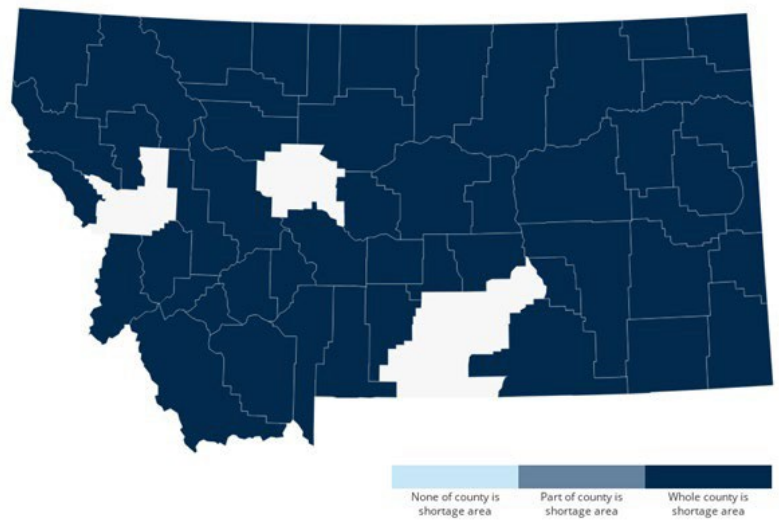 None of county is
shortage area
Part of county is
shortage area
Whole county is
shortage area